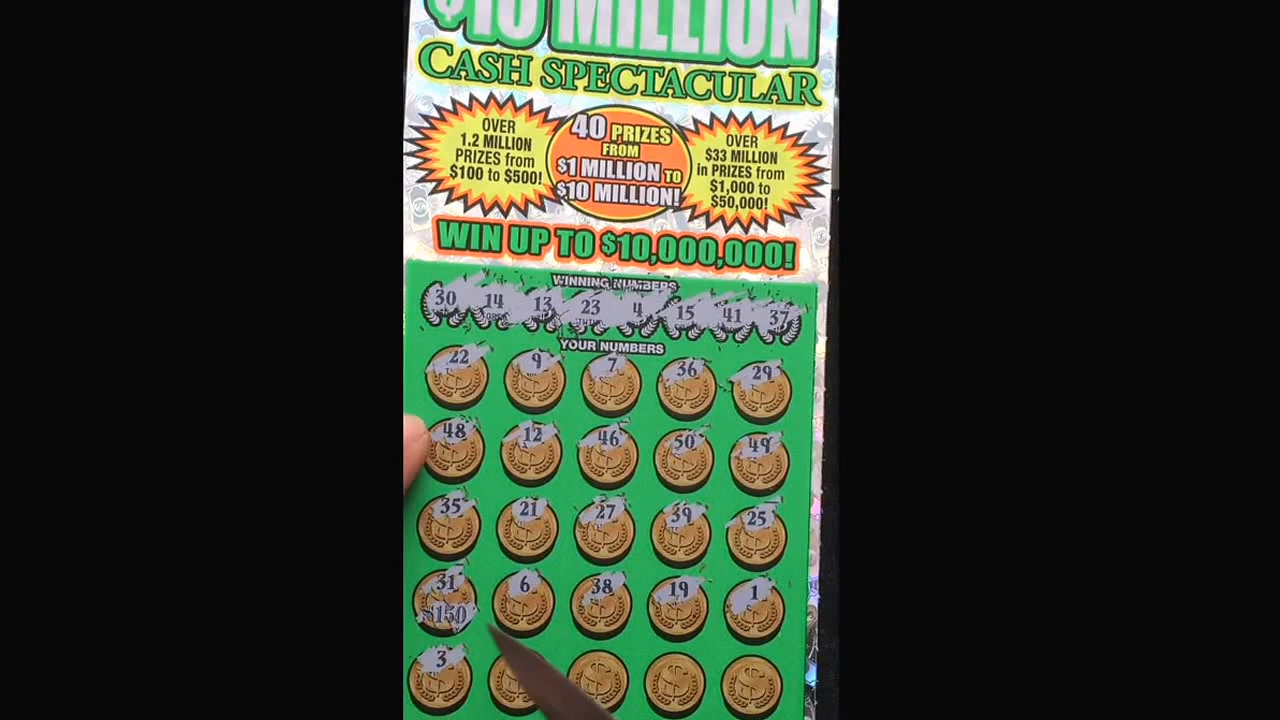 $10 MILLION
CASH SPECTACULAR
OVER
1.2 MILLION
PRIZES from
$100 to $500!
40 PRIZES
FROM
$1 MILLION TO
$10 MILLION!
OVER
$33 MILLION
in PRIZES from
$1,000 to
$50,000!
WIN UP TO $10,000,000!
WINNING NUMBERS
30 14 13 23 4 15 41 37
YOUR NUMBERS
22 9 7 36 29
48 12 46 50 49
35 21 27 39 25
31 6 38 19 1
$150
3